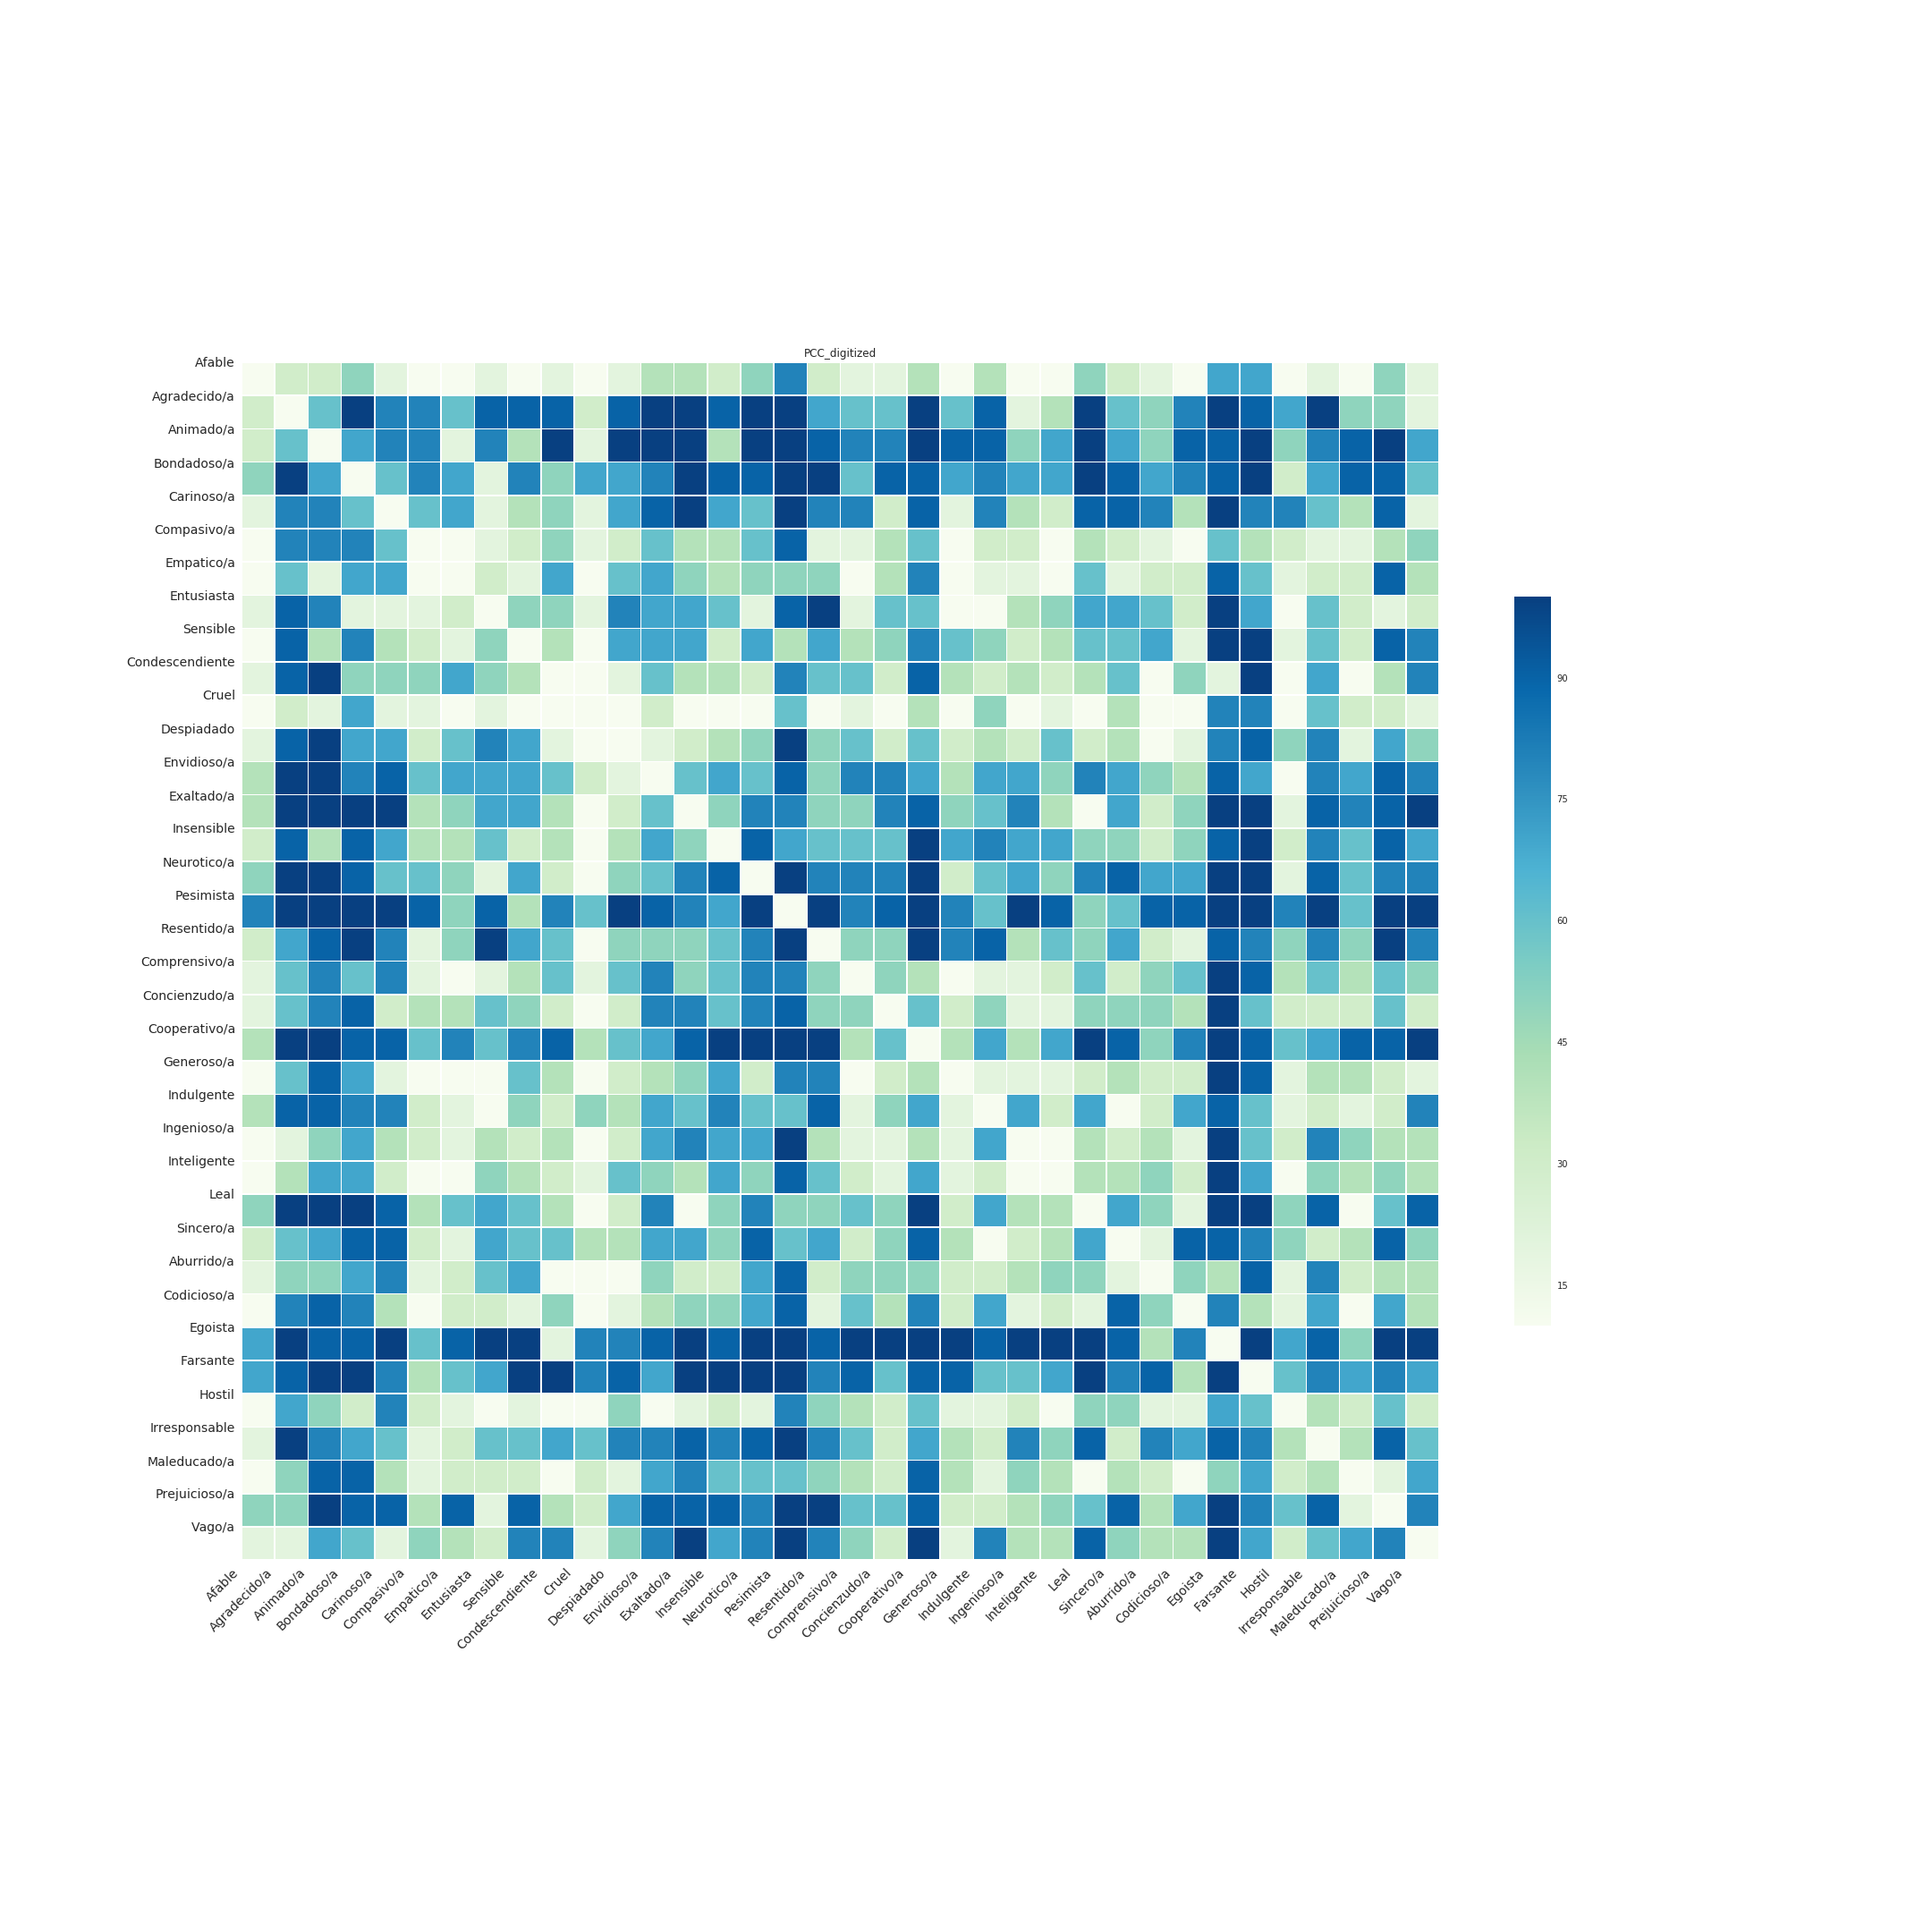 PCC_digitized
Afable
Agradecido/a
Animado/a
Bondadoso/a
Carinoso/a
Compasivo/a
Empatico/a
Entusiasta
Sensible
Condescendiente
Cruel
Despiadado
Envidioso/a
Exaltado/a
Insensible
Neurotico/a
Pesimista
Resentido/a
Comprensivo/a
Concienzudo/a
Cooperativo/a
Generoso/a
Indulgente
Ingenioso/a
Inteligente
Leal
Sincero/a
Aburrido/a
Codicioso/a
Egoista
Farsante
Hostil
Irresponsable
Maleducado/a
Prejuicioso/a
Vago/a
90
75
60
45
30
15
Afable
Agradecido/a
Animado/a
Bondadoso/a
Carinoso/a
Compasivo/a
Empatico/a
Entusiasta
Sensible
Condescendiente
Cruel
Despiadado
Envidioso/a
Exaltado/a
Insensible
Neurotico/a
Pesimista
Resentido/a
Comprensivo/a
Concienzudo/a
Cooperativo/a
Generoso/a
Indulgente
Ingenioso/a
Inteligente
Leal
Sincero/a
Aburrido/a
Codicioso/a
Egoista
Farsante
Hostil
Irresponsable
Maleducado/a
Prejuicioso/a
Vago/a